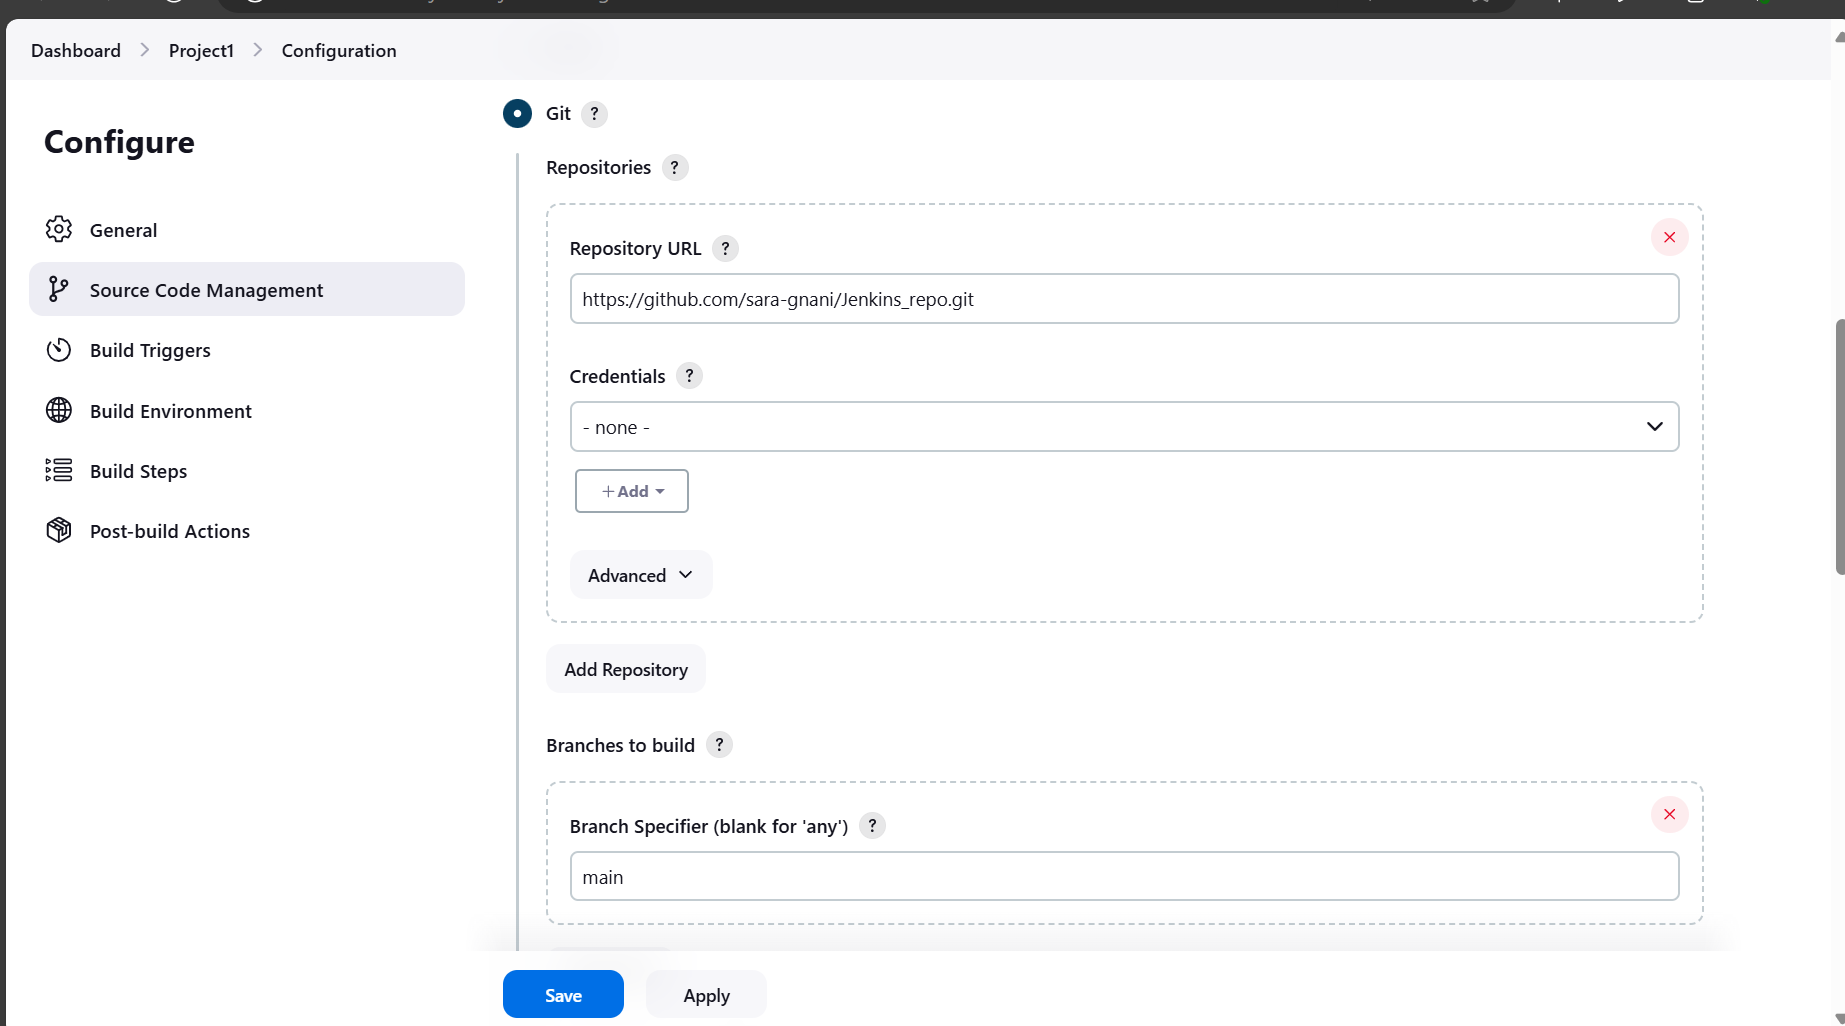 Dashboard > Project1 > Configuration
Configure
General
Source Code Management
Build Triggers
Build Environment
Build Steps
Post-build Actions
Git ?
Repositories ?
Repository URL ?
https://github.com/sara-gnani/Jenkins_repo.git
Credentials ?
- none -
+ Add
Advanced
Add Repository
Branches to build ?
Branch Specifier (blank for 'any') ?
main
Save
Apply